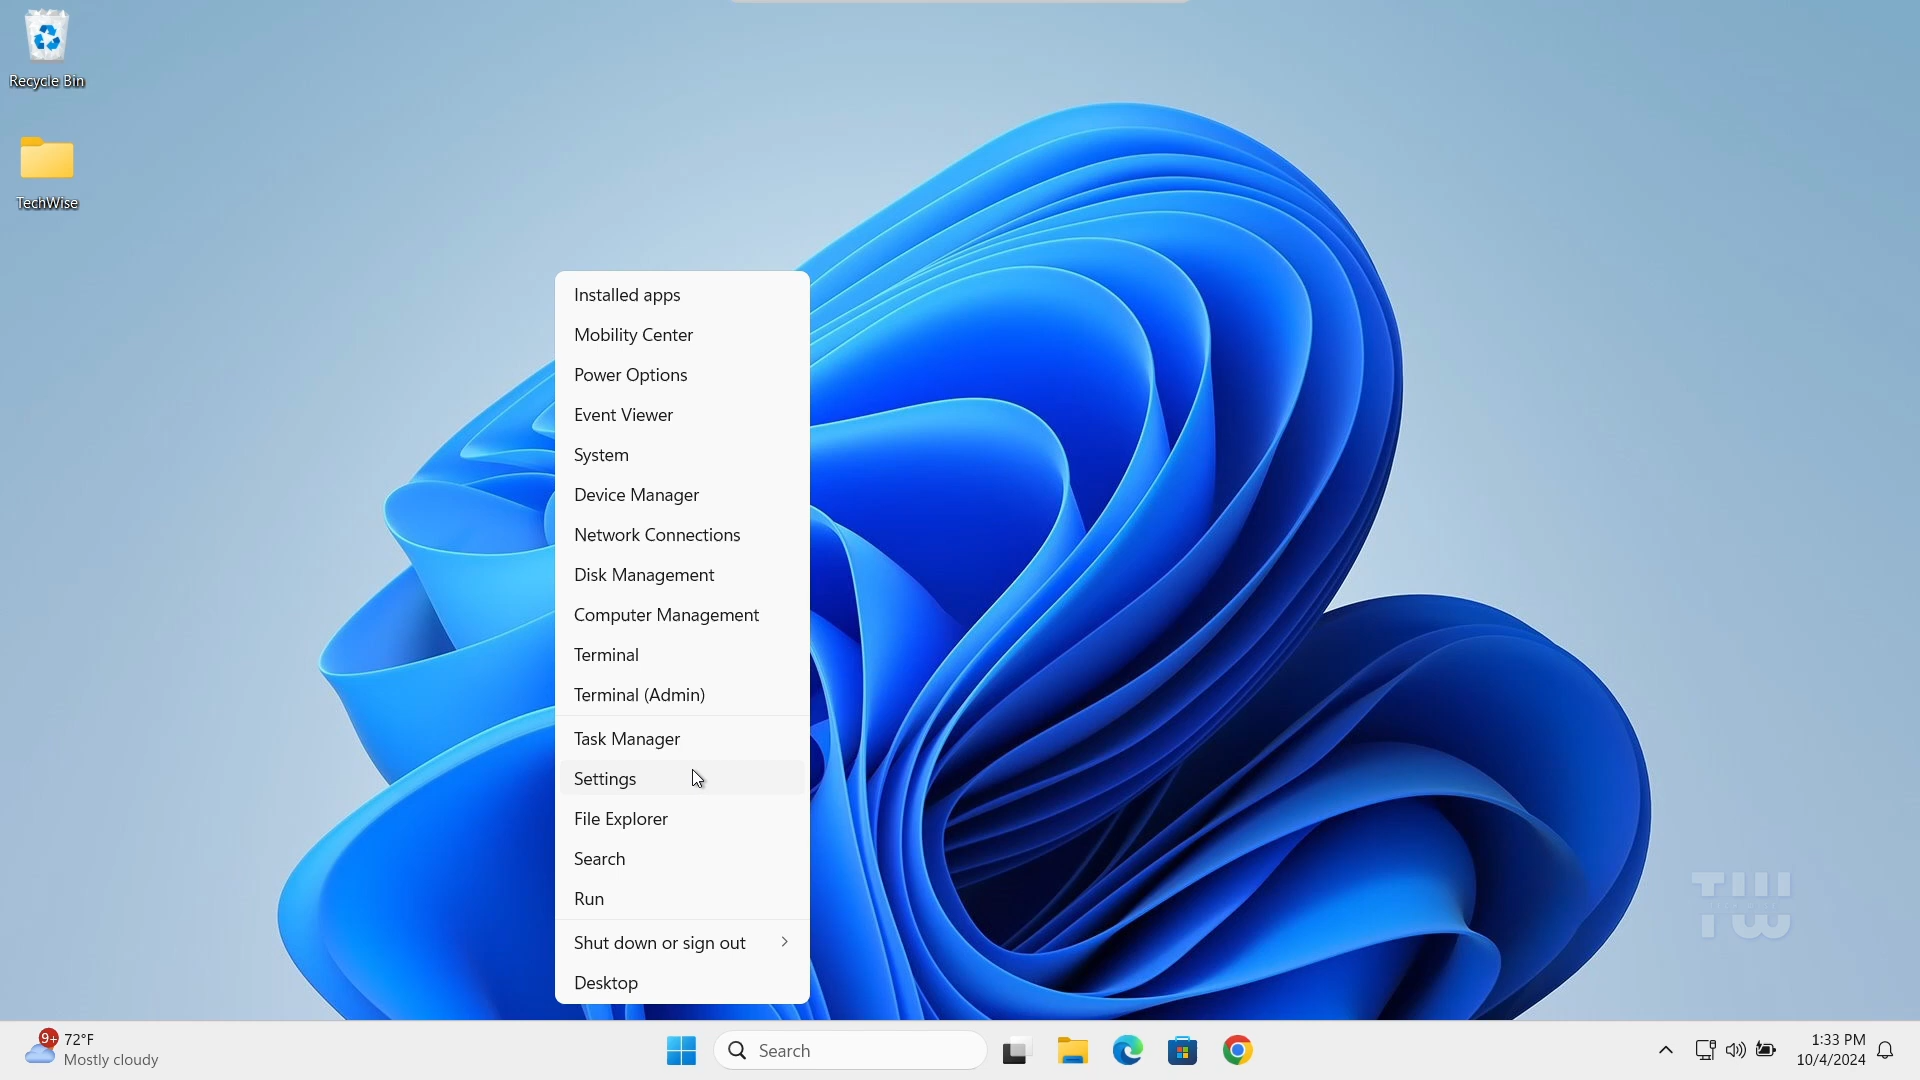 Recycle Bin
TechWise
Installed apps
Mobility Center
Power Options
Event Viewer
System
Device Manager
Network Connections
Disk Management
Computer Management
Terminal
Terminal (Admin)
Task Manager
Settings
File Explorer
Search
Run
Shut down or sign out
Desktop
TW
9+
72°F
Mostly cloudy
Search
1:33 PM
10/4/2024